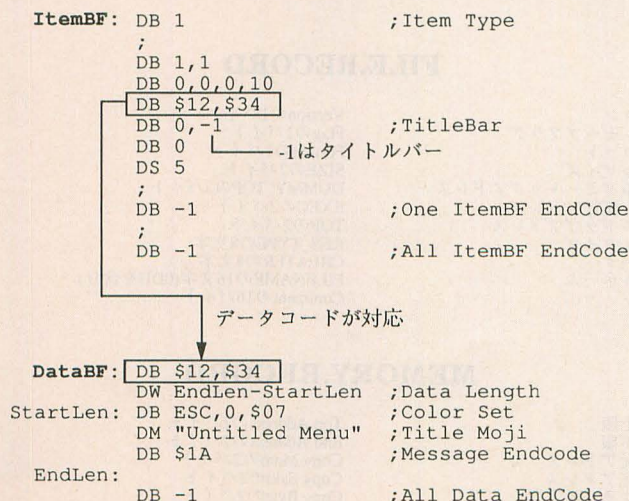 ItemBF: DB 1 ;Item Type
;
DB 1,1
DB 0,0,0,10
DB $12,$34
DB 0,-1 ;TitleBar
DB 0 -1はタイトルバー
DS 5
DB -1 ;One ItemBF EndCode
;
DB -1 ;All ItemBF EndCode
データコードが対応
DataBF: DB $12,$34
DW EndLen-StartLen ;Data Length
StartLen: DB ESC,0,$07 ;Color Set
DM "Untitled Menu" ;Title Moji
DB $1A ;Message EndCode
EndLen:
DB -1 ;All Data EndCode
FILE.RECORD
MEMORY.RE